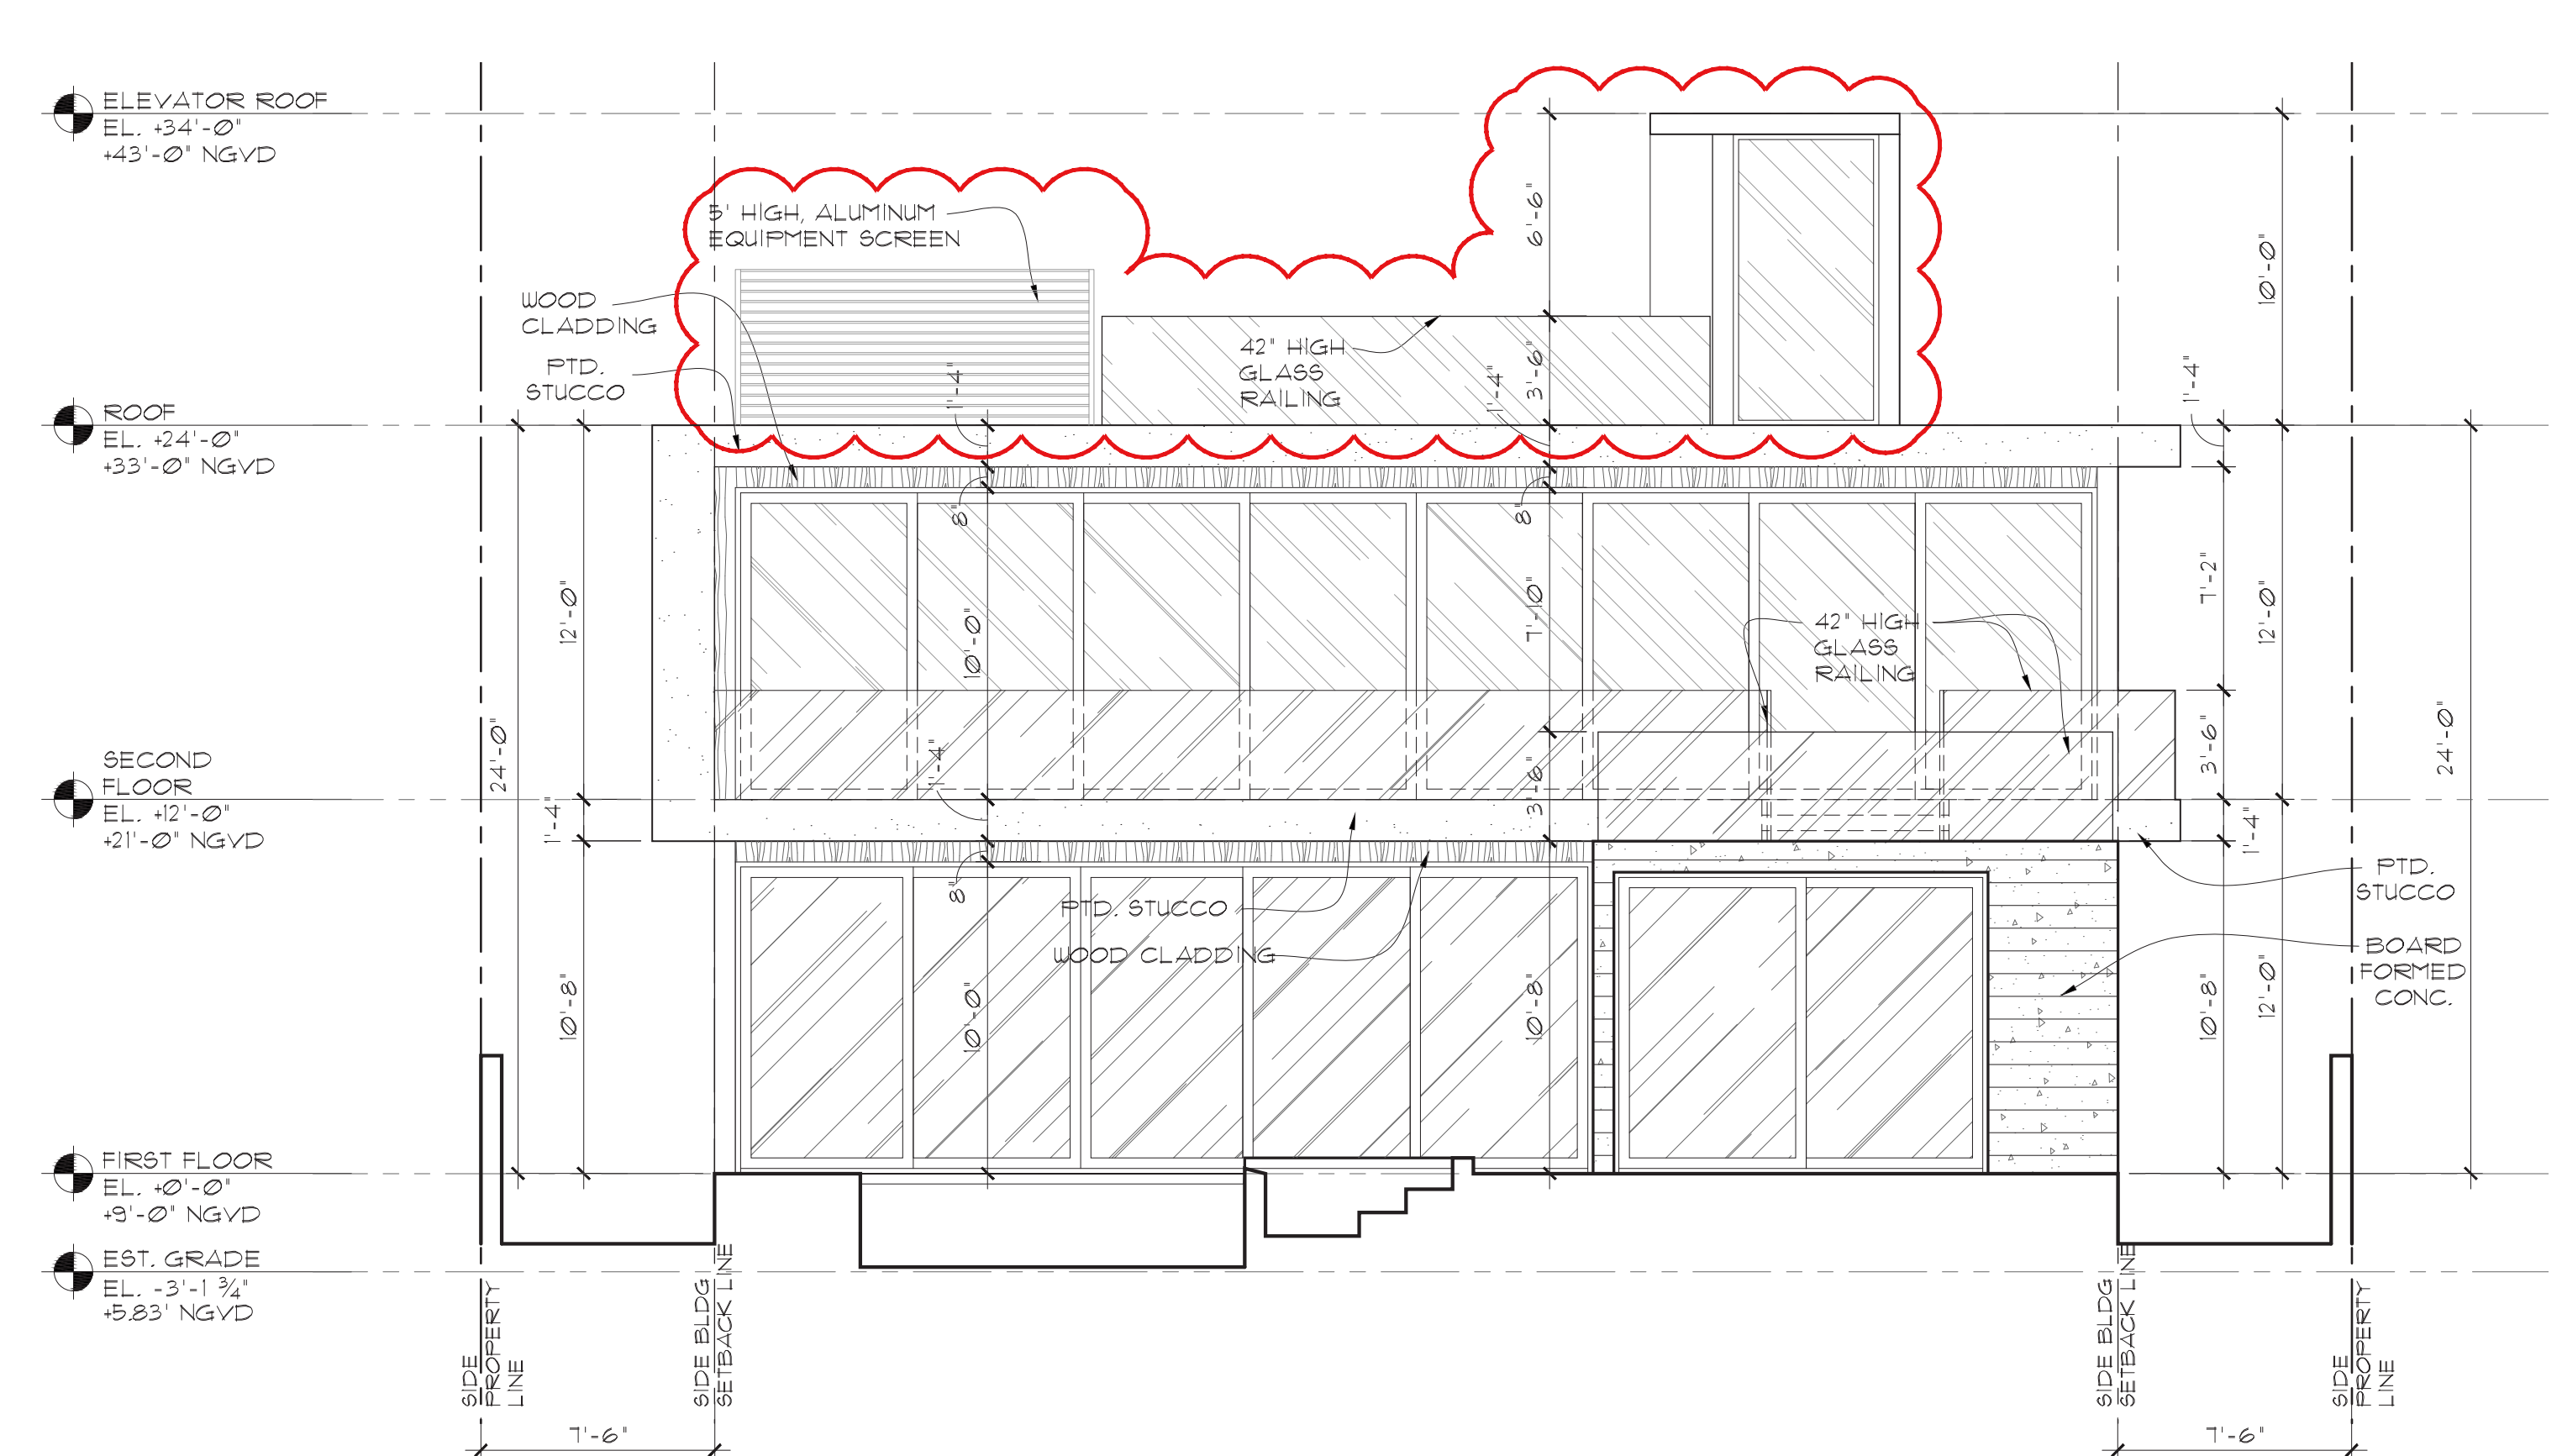 ELEVATOR ROOF
EL. +34'-0"
+43'-0" NGVD
5' HIGH, ALUMINUM
EQUIPMENT SCREEN
6'-6"
10'-0"
WOOD
CLADDING
PTD.
STUCCO
42" HIGH
GLASS
RAILING
1'-4"
1'-4"
3'-6"
1'-4"
ROOF
EL. +24'-0"
+33'-0" NGVD
8"
8"
12'-0"
10'-0"
7'-10"
7'-2"
12'-0"
42" HIGH
GLASS
RAILING
24'-0"
1'-4"
3'-6"
3'-6"
24'-0"
SECOND
FLOOR
EL. +12'-0"
+21'-0" NGVD
1'-4"
1'-4"
8"
PTD. STUCCO
WOOD CLADDING
PTD.
STUCCO
BOARD
FORMED
CONC.
10'-8"
10'-0"
10'-8"
10'-8"
12'-0"
FIRST FLOOR
EL. +0'-0"
+9'-0" NGVD
EST. GRADE
EL. -3'-1 3/4"
+5.83' NGVD
SIDE
PROPERTY
LINE
SIDE BLDG
SETBACK LINE
SIDE BLDG
SETBACK LINE
SIDE
PROPERTY
LINE
7'-6"
7'-6"